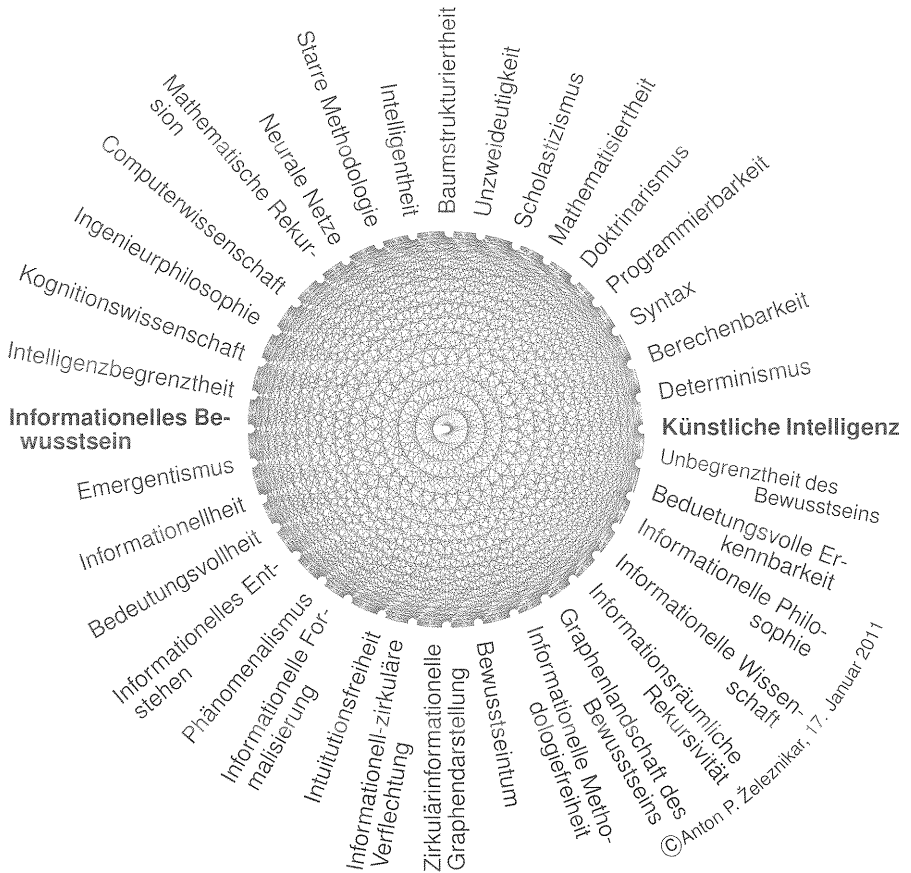 Baumstrukturiertheit
Unzweideutigkeit
Scholastizismus
Mathematisiertheit
Doktrinarismus
Programmierbarkeit
Syntax
Berechenbarkeit
Determinismus
Künstliche Intelligenz
Unbegrenztheit des
Bewusstseins
Beduetungsvolle Er-
kennbarkeit
Informationelle Philo-
sophie
Informationelle Wissen-
schaft
Informationsräumliche
Rekursivität
Graphenlandschaft des
Bewusstseins
Informationelle Metho-
dologiefreiheit
Bewusstseintum
Zirkulärinformationelle
Graphendarstellung
Informationell-zirkuläre
Verflechtung
Intuitutionsfreiheit
Informationelle For-
malisierung
Phänomenalismus
Informationelles Ent-
stehen
Bedeutungsvollheit
Informationellheit
Emergentismus
Informationelles Be-
wusstsein
Intelligenzbegrenztheit
Kognitionswissenschaft
Ingenieurphilosophie
Computerwissenschaft
Mathematische Rekur-
sion
Neurale Netze
Starre Methodologie
Intelligentheit
©Anton P. Železnikar, 17. Januar 2011